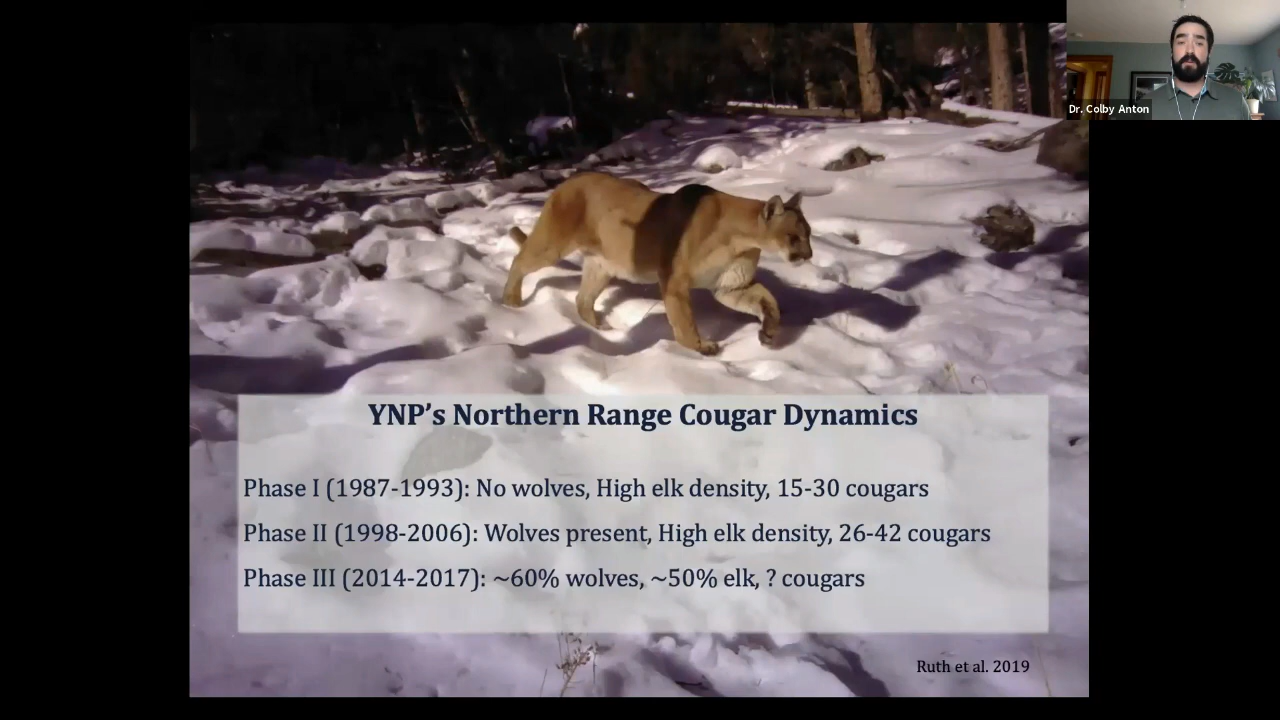 Dr. Colby Anton
YNP’s Northern Range Cougar Dynamics
Phase I (1987-1993): No wolves, High elk density, 15-30 cougars
Phase II (1998-2006): Wolves present, High elk density, 26-42 cougars
Phase III (2014-2017): ~60% wolves, ~50% elk, ? cougars
Ruth et al. 2019